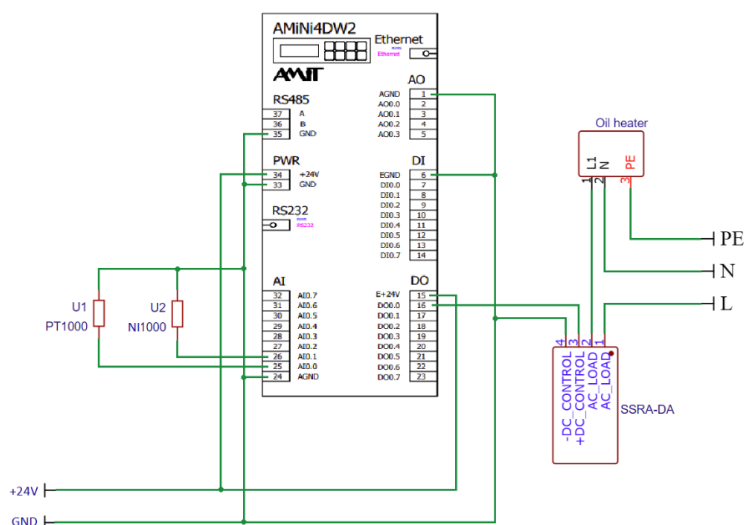 AMiNi4DW2
Ethernet
Ethernet
AMiT
AO
RS485
AGND 1
AO0.0 2
AO0.1 3
AO0.2 4
AO0.3 5
37 A
36 B
35 GND
PWR
34 +24V
33 GND
DI
EGND 6
DI0.0 7
DI0.1 8
DI0.2 9
DI0.3 10
DI0.4 11
DI0.5 12
DI0.6 13
DI0.7 14
RS232
RS232
AI
32 AI0.7
31 AI0.6
30 AI0.5
29 AI0.4
28 AI0.3
27 AI0.2
26 AI0.1
25 AI0.0
24 AGND
DO
E+24V 15
DO0.0 16
DO0.1 17
DO0.2 18
DO0.3 19
DO0.4 20
DO0.5 21
DO0.6 22
DO0.7 23
U1
PT1000
U2
NI1000
Oil heater
L1
N
PE
1
2
3
PE
N
L
4
3
2
1
-DC_CONTROL
+DC_CONTROL
AC_LOAD
AC_LOAD
SSRA-DA
+24V
GND